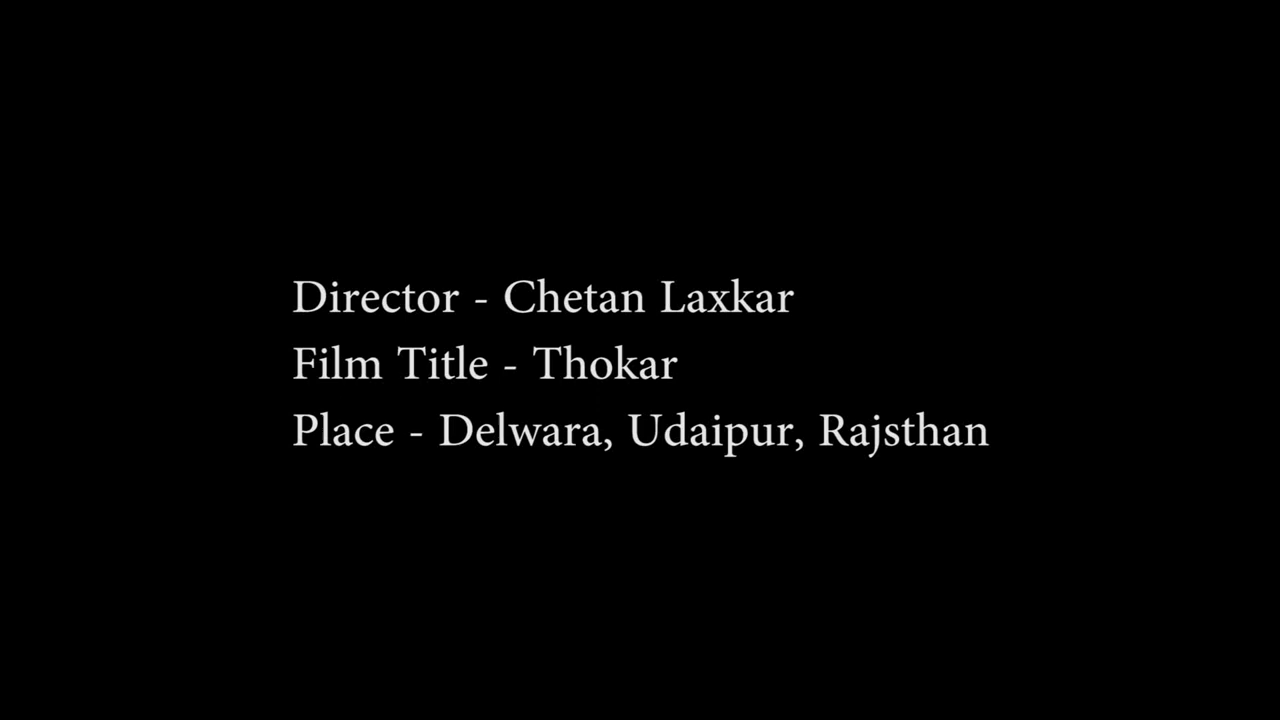 Director - Chetan Laxkar
Film Title - Thokar
Place - Delwara, Udaipur, Rajsthan